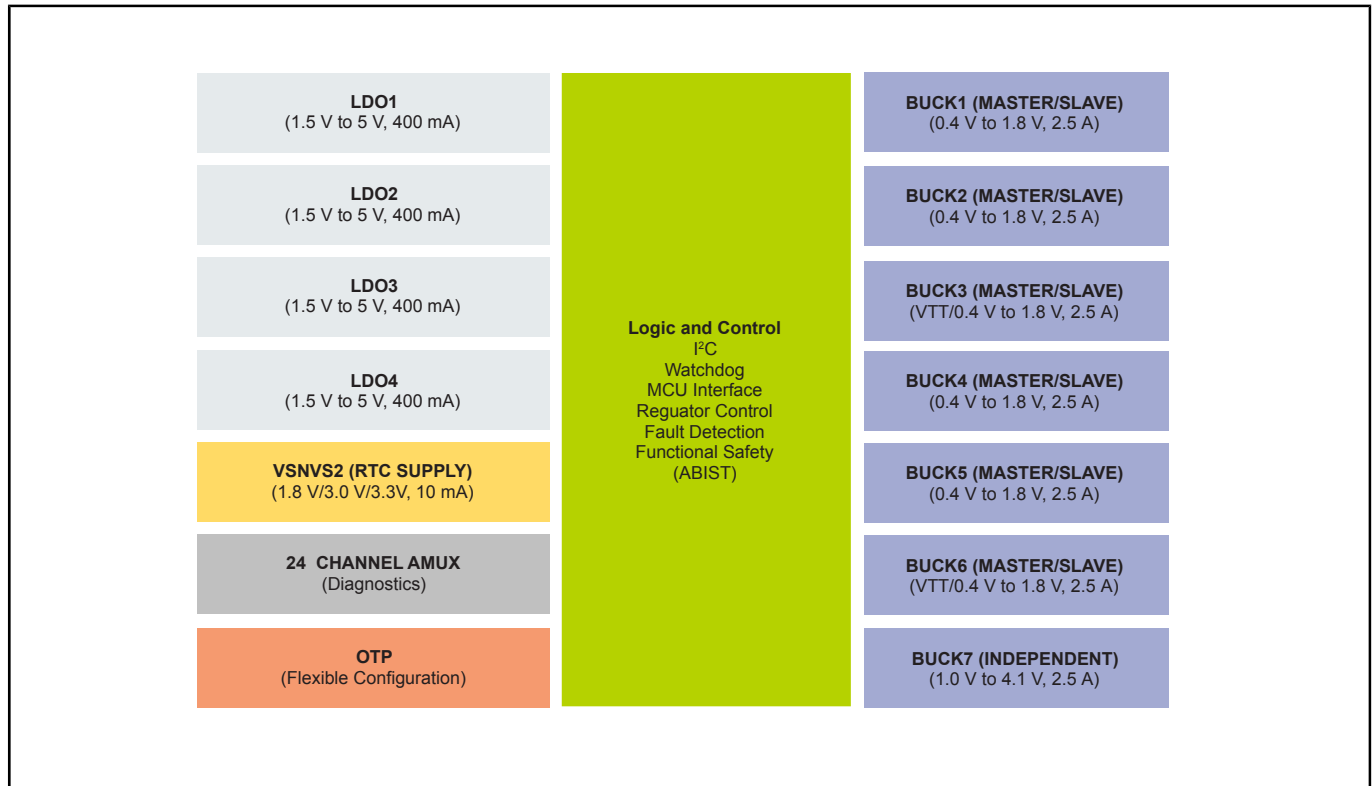 LDO1
(1.5 V to 5 V, 400 mA)
LDO2
(1.5 V to 5 V, 400 mA)
LDO3
(1.5 V to 5 V, 400 mA)
LDO4
(1.5 V to 5 V, 400 mA)
VSNVS2 (RTC SUPPLY)
(1.8 V/3.0 V/3.3V, 10 mA)
24 CHANNEL AMUX
(Diagnostics)
OTP
(Flexible Configuration)
Logic and Control
I²C
Watchdog
MCU Interface
Reguator Control
Fault Detection
Functional Safety
(ABIST)
BUCK1 (MASTER/SLAVE)
(0.4 V to 1.8 V, 2.5 A)
BUCK2 (MASTER/SLAVE)
(0.4 V to 1.8 V, 2.5 A)
BUCK3 (MASTER/SLAVE)
(VTT/0.4 V to 1.8 V, 2.5 A)
BUCK4 (MASTER/SLAVE)
(0.4 V to 1.8 V, 2.5 A)
BUCK5 (MASTER/SLAVE)
(0.4 V to 1.8 V, 2.5 A)
BUCK6 (MASTER/SLAVE)
(VTT/0.4 V to 1.8 V, 2.5 A)
BUCK7 (INDEPENDENT)
(1.0 V to 4.1 V, 2.5 A)